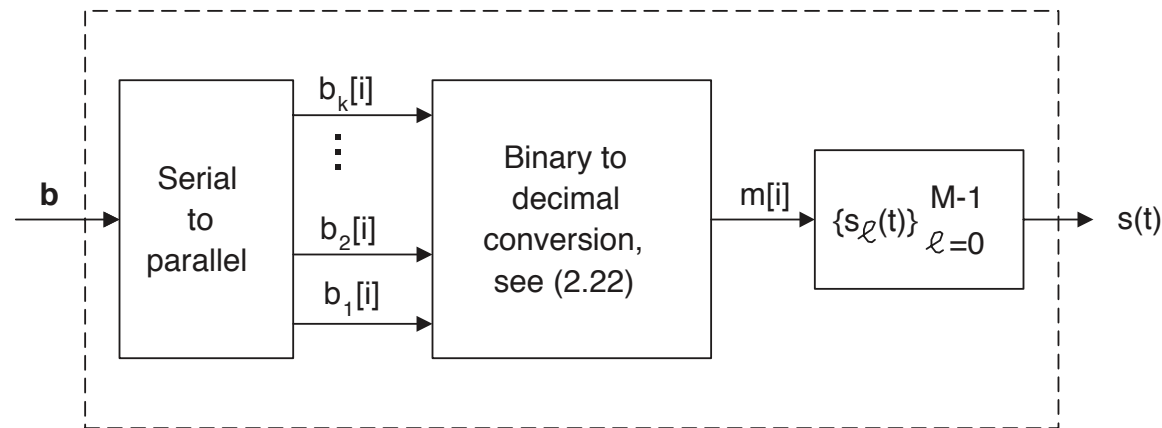 b
Serial
to
parallel
b_k[i]
⋮
b_2[i]
b_1[i]
Binary to
decimal
conversion,
see (2.22)
m[i]
{s_ℓ(t)} M-1
ℓ=0
s(t)